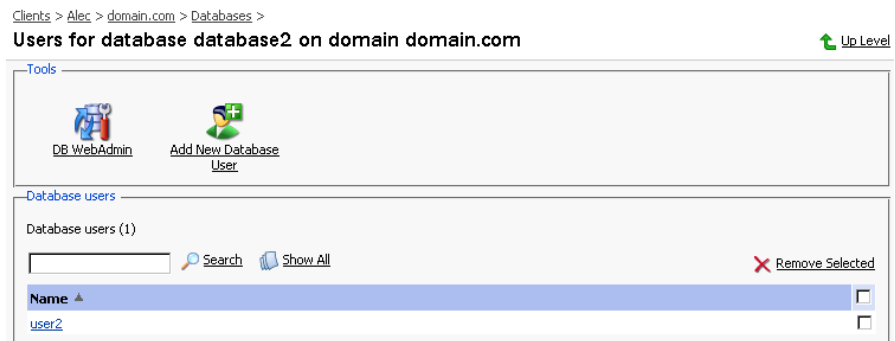 Clients > Alec > domain.com > Databases >
Users for database database2 on domain domain.com
Up Level
Tools
DB WebAdmin
Add New Database
User
Database users
Database users (1)
Search Show All
Remove Selected
Name
user2